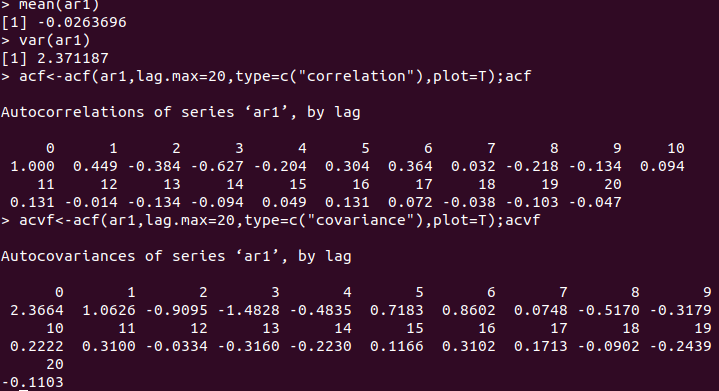 > mean(ar1)
[1] -0.0263696
> var(ar1)
[1] 2.371187
> acf<-acf(ar1,lag.max=20,type=c("correlation"),plot=T);acf
Autocorrelations of series ‘ar1’, by lag
0 1 2 3 4 5 6 7 8 9 10
1.000 0.449 -0.384 -0.627 -0.204 0.304 0.364 0.032 -0.218 -0.134 0.094
11 12 13 14 15 16 17 18 19 20
0.131 -0.014 -0.134 -0.094 0.049 0.131 0.072 -0.038 -0.103 -0.047
> acvf<-acf(ar1,lag.max=20,type=c("covariance"),plot=T);acvf
Autocovariances of series ‘ar1’, by lag
0 1 2 3 4 5 6 7 8 9
2.3664 1.0626 -0.9095 -1.4828 -0.4835 0.7183 0.8602 0.0748 -0.5170 -0.3179
10 11 12 13 14 15 16 17 18 19
0.2222 0.3100 -0.0334 -0.3160 -0.2230 0.1166 0.3102 0.1713 -0.0902 -0.2439
20
-0.1103